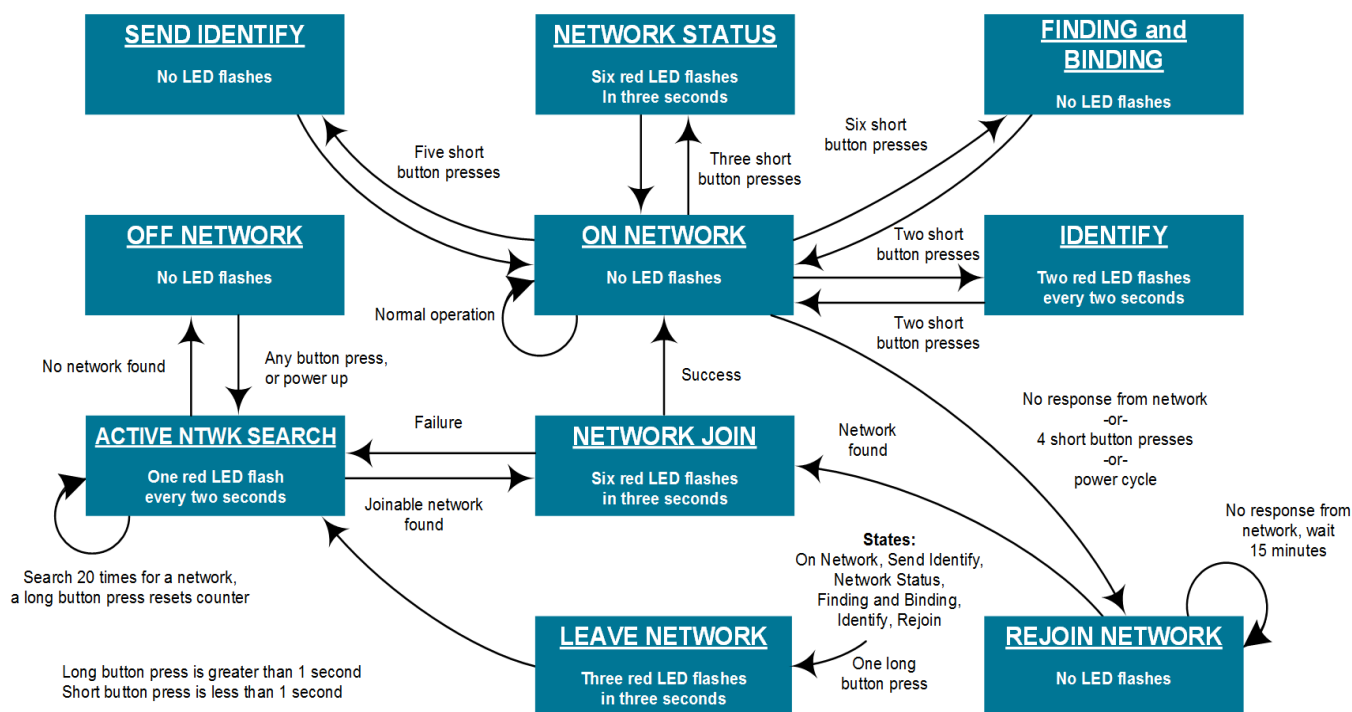 SEND IDENTIFY
No LED flashes
NETWORK STATUS
Six red LED flashes
In three seconds
FINDING and
BINDING
No LED flashes
Five short
button presses
Three short
button presses
Six short
button presses
OFF NETWORK
No LED flashes
ON NETWORK
No LED flashes
Two short
button presses
IDENTIFY
Two red LED flashes
every two seconds
Normal operation
Two short
button presses
No network found
Any button press,
or power up
Success
No response from network
-or-
4 short button presses
-or-
power cycle
ACTIVE NTWK SEARCH
One red LED flash
every two seconds
Failure
Joinable network
found
NETWORK JOIN
Six red LED flashes
in three seconds
Network
found
No response from
network, wait
15 minutes
Search 20 times for a network,
a long button press resets counter
States:
On Network, Send Identify,
Network Status,
Finding and Binding,
Identify, Rejoin
LEAVE NETWORK
Three red LED flashes
in three seconds
One long
button press
REJOIN NETWORK
No LED flashes
Long button press is greater than 1 second
Short button press is less than 1 second